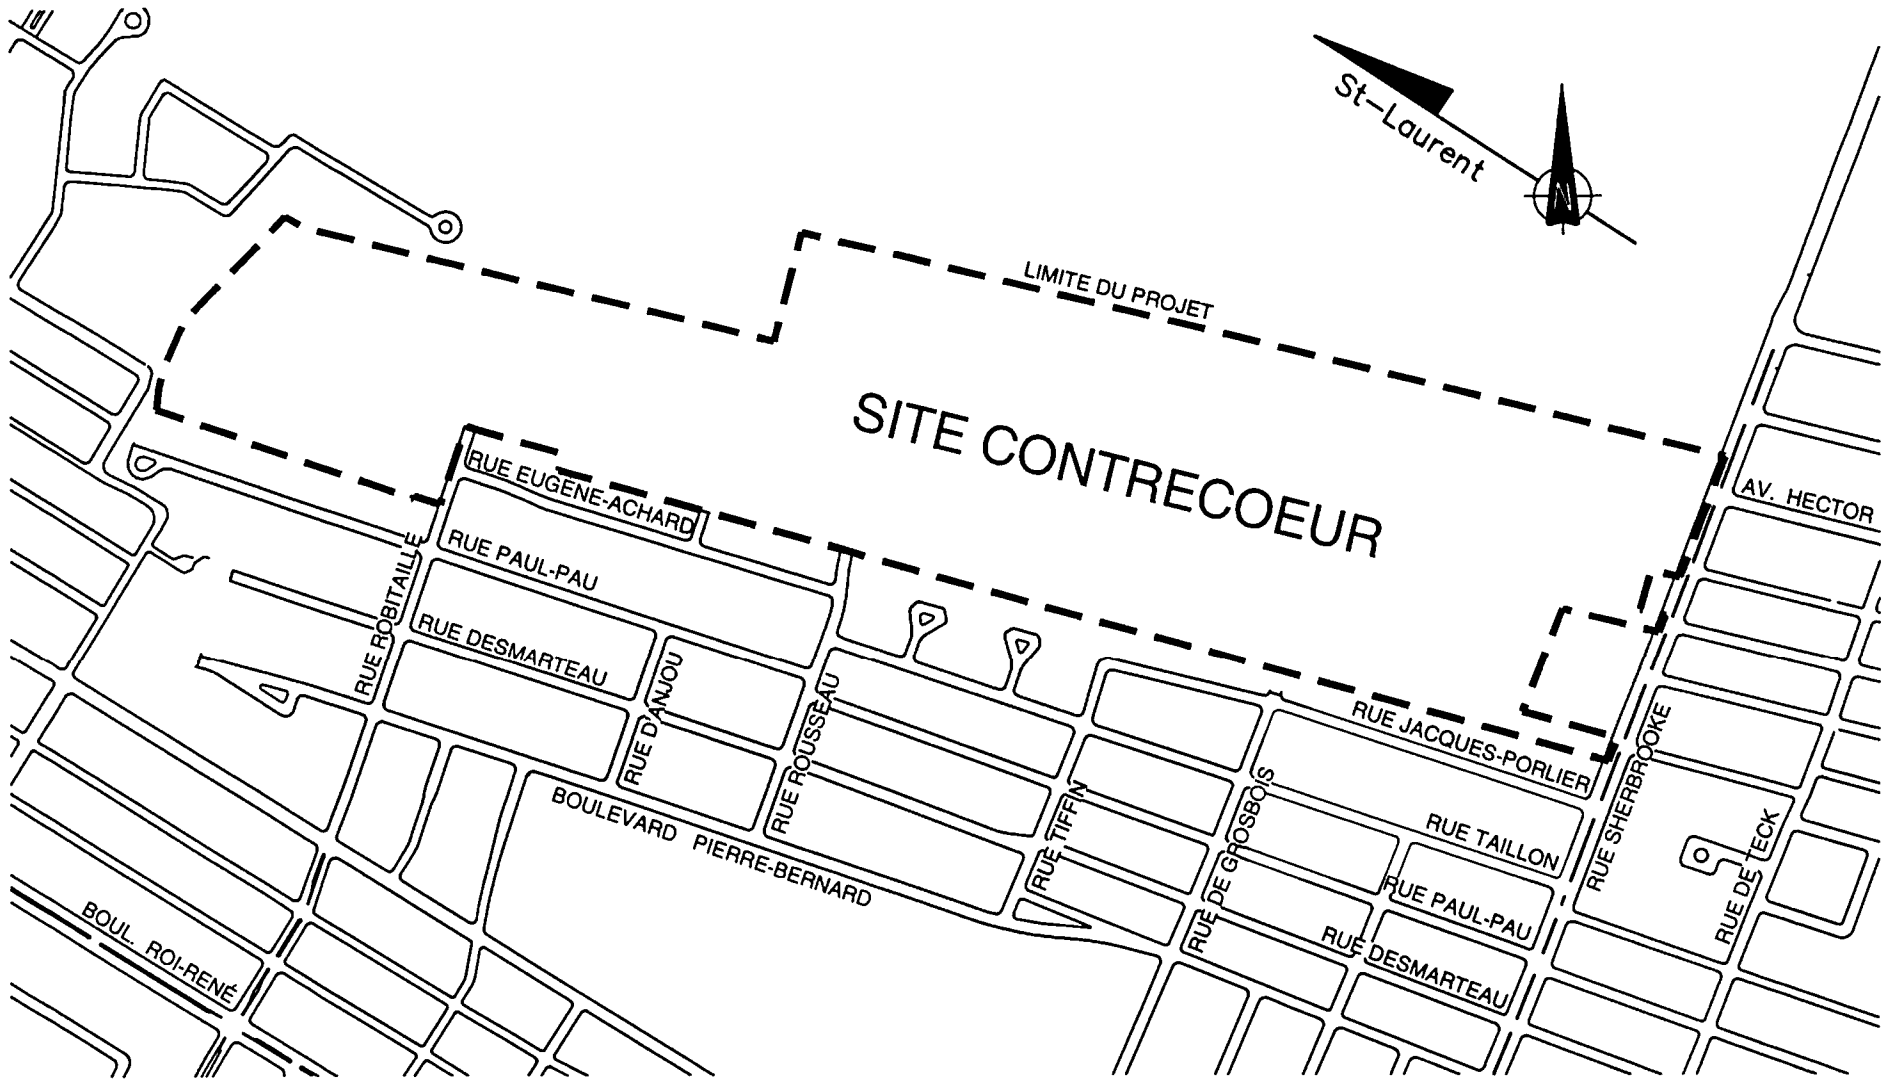 St-Laurent
N
LIMITE DU PROJET
SITE CONTRECOEUR
RUE EUGÈNE-ACHARD
AV. HECTOR
RUE PAUL-PAU
RUE ROBITAILLE
RUE DESMARTEAU
RUE D'ANJOU
RUE ROUSSEAU
RUE JACQUES-PORLIER
RUE SHERBROOKE
BOULEVARD PIERRE-BERNARD
RUE TIFFIN
RUE DE GROSBOIS
RUE TAILLON
RUE DE TECK
RUE PAUL-PAU
RUE DESMARTEAU
BOUL. ROI-RENÉ